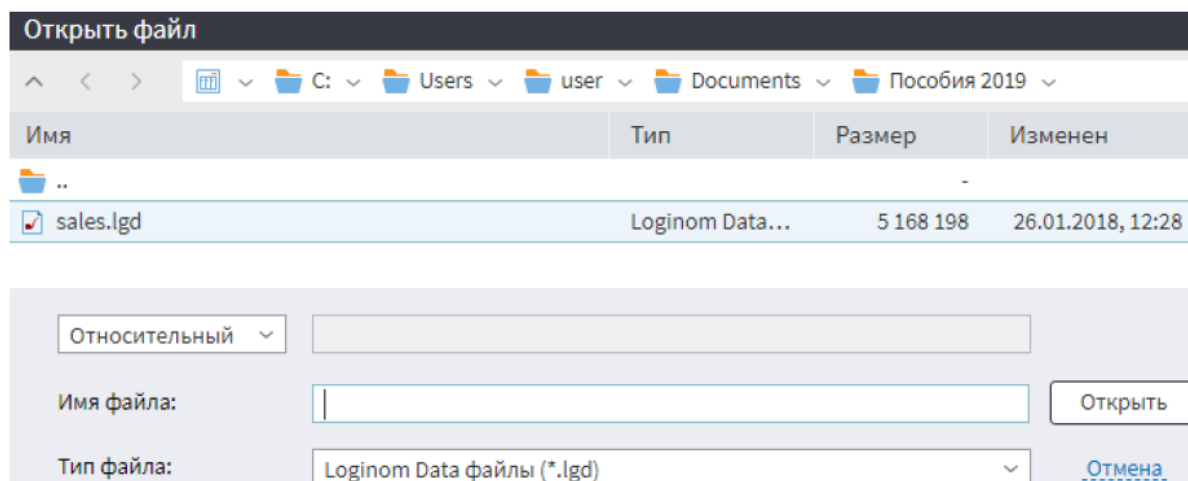 Открыть файл
C: Users user Documents Пособия 2019
Имя Тип Размер Изменен
.. -
sales.lgd Loginom Data... 5 168 198 26.01.2018, 12:28
Относительный
Имя файла: Открыть
Тип файла: Loginom Data файлы (*.lgd) Отмена